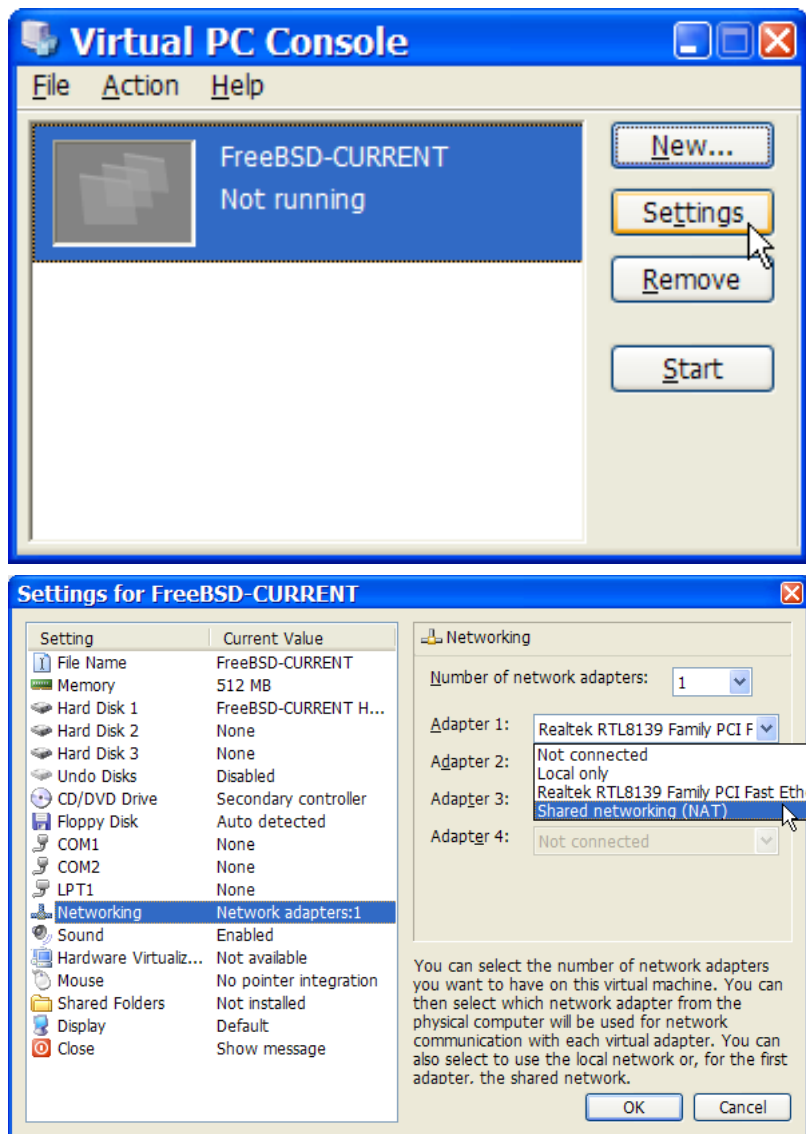 Virtual PC Console
File Action Help
FreeBSD-CURRENT
Not running
New...
Settings
Remove
Start
Settings for FreeBSD-CURRENT
Setting Current Value
File Name FreeBSD-CURRENT
Memory 512 MB
Hard Disk 1 FreeBSD-CURRENT H...
Hard Disk 2 None
Hard Disk 3 None
Undo Disks Disabled
CD/DVD Drive Secondary controller
Floppy Disk Auto detected
COM1 None
COM2 None
LPT1 None
Networking Network adapters:1
Sound Enabled
Hardware Virtualiz... Not available
Mouse No pointer integration
Shared Folders Not installed
Display Default
Close Show message
Networking
Number of network adapters: 1
Adapter 1: Realtek RTL8139 Family PCI F
Not connected
Adapter 2:
Local only
Realtek RTL8139 Family PCI Fast Eth
Adapter 3:
Shared networking (NAT)
Adapter 4: Not connected
You can select the number of network adapters
you want to have on this virtual machine. You can
then select which network adapter from the
physical computer will be used for network
communication with each virtual adapter. You can
also select to use the local network or, for the first
adapter, the shared network.
OK Cancel